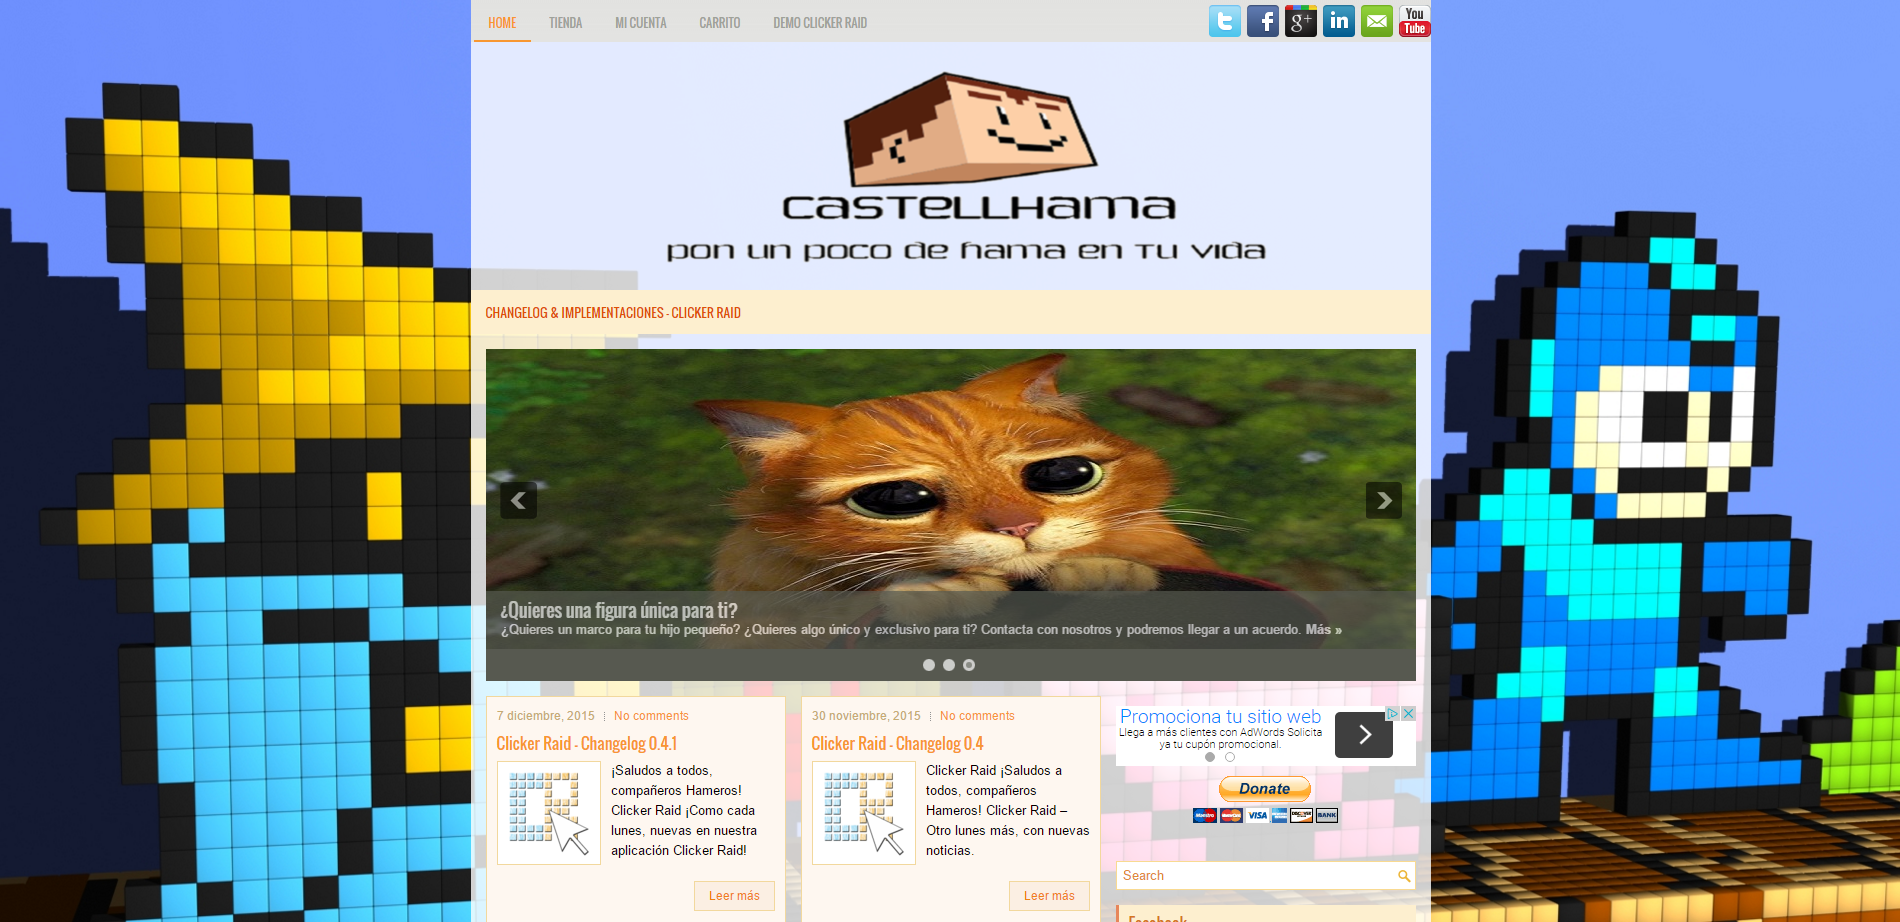 HOME TIENDA MI CUENTA CARRITO DEMO CLICKER RAID
You
Tube
CASTELLHAMA
pon un poco de hama en tu vida
CHANGELOG & IMPLEMENTACIONES - CLICKER RAID
¿Quieres una figura única para ti?
¿Quieres un marco para tu hijo pequeño? ¿Quieres algo único y exclusivo para ti? Contacta con nosotros y podremos llegar a un acuerdo. Más »
7 diciembre, 2015 No comments
Clicker Raid - Changelog 0.4.1
¡Saludos a todos,
compañeros Hameros!
Clicker Raid ¡Como cada
lunes, nuevas en nuestra
aplicación Clicker Raid!
Leer más
30 noviembre, 2015 No comments
Clicker Raid - Changelog 0.4
Clicker Raid ¡Saludos a
todos, compañeros
Hameros! Clicker Raid –
Otro lunes más, con nuevas
noticias.
Leer más
Promociona tu sitio web
Llega a más clientes con AdWords Solicita
ya tu cupón promocional.
Donate
Maestro MasterCard VISA DISCOVER BANK
Search
Facebook